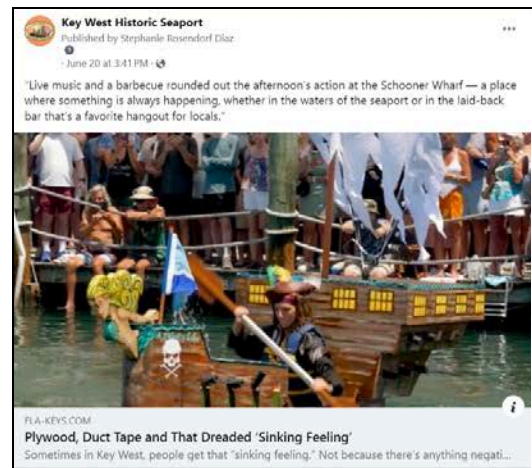 Key West Historic Seaport
Published by Stephanie Rosendorf Diaz
· June 20 at 3:41 PM ·
"Live music and a barbecue rounded out the afternoon's action at the Schooner Wharf — a place
where something is always happening, whether in the waters of the seaport or in the laid-back
bar that's a favorite hangout for locals."
FLA-KEYS.COM
Plywood, Duct Tape and That Dreaded 'Sinking Feeling'
Sometimes in Key West, people get that "sinking feeling." Not because there's anything negati...